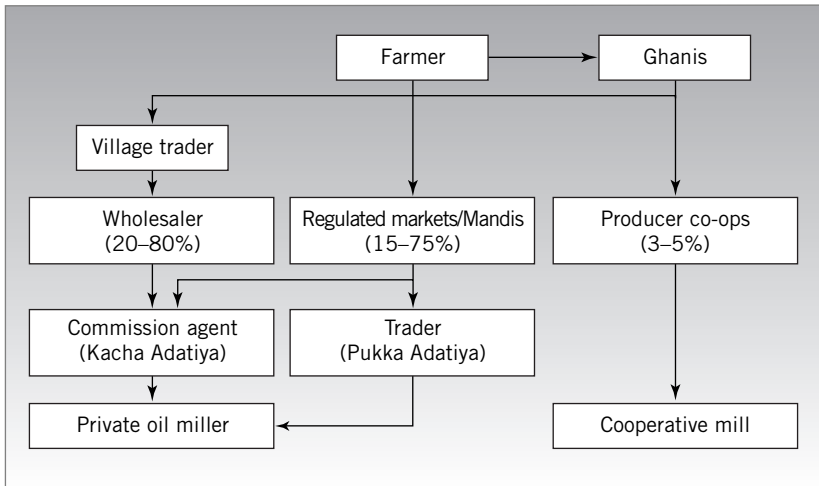 Farmer
Ghanis
Village trader
Wholesaler
(20–80%)
Regulated markets/Mandis
(15–75%)
Producer co-ops
(3–5%)
Commission agent
(Kacha Adatiya)
Trader
(Pukka Adatiya)
Private oil miller
Cooperative mill